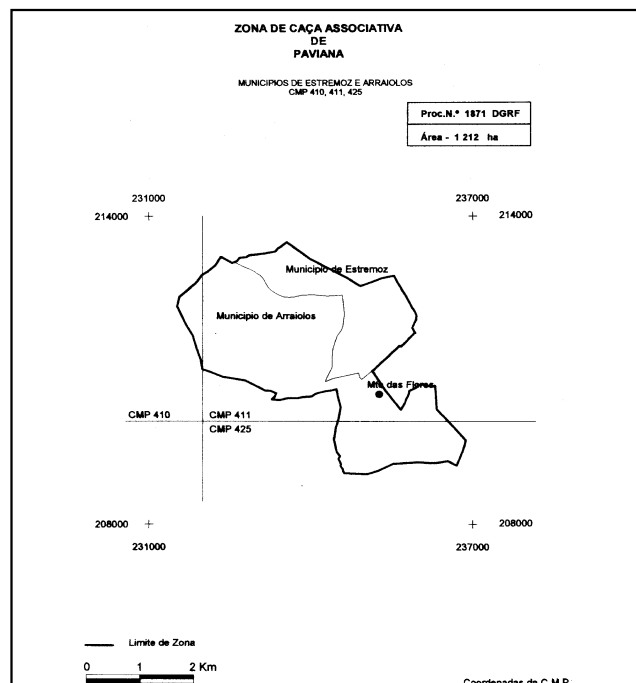 ZONA DE CAÇA ASSOCIATIVA
DE
PAVIANA
MUNICIPIOS DE ESTREMOZ E ARRAIOLOS
CMP 410, 411, 425
Proc.N.º 1871 DGRF
Área - 1 212 ha
231000
237000
214000
214000
Municipio de Estremoz
Municipio de Arraiolos
Mte das Flores
CMP 410
CMP 411
CMP 425
208000
208000
231000
237000
Limite de Zona
0 1 2 Km
Coordenadas da C.M.P.: